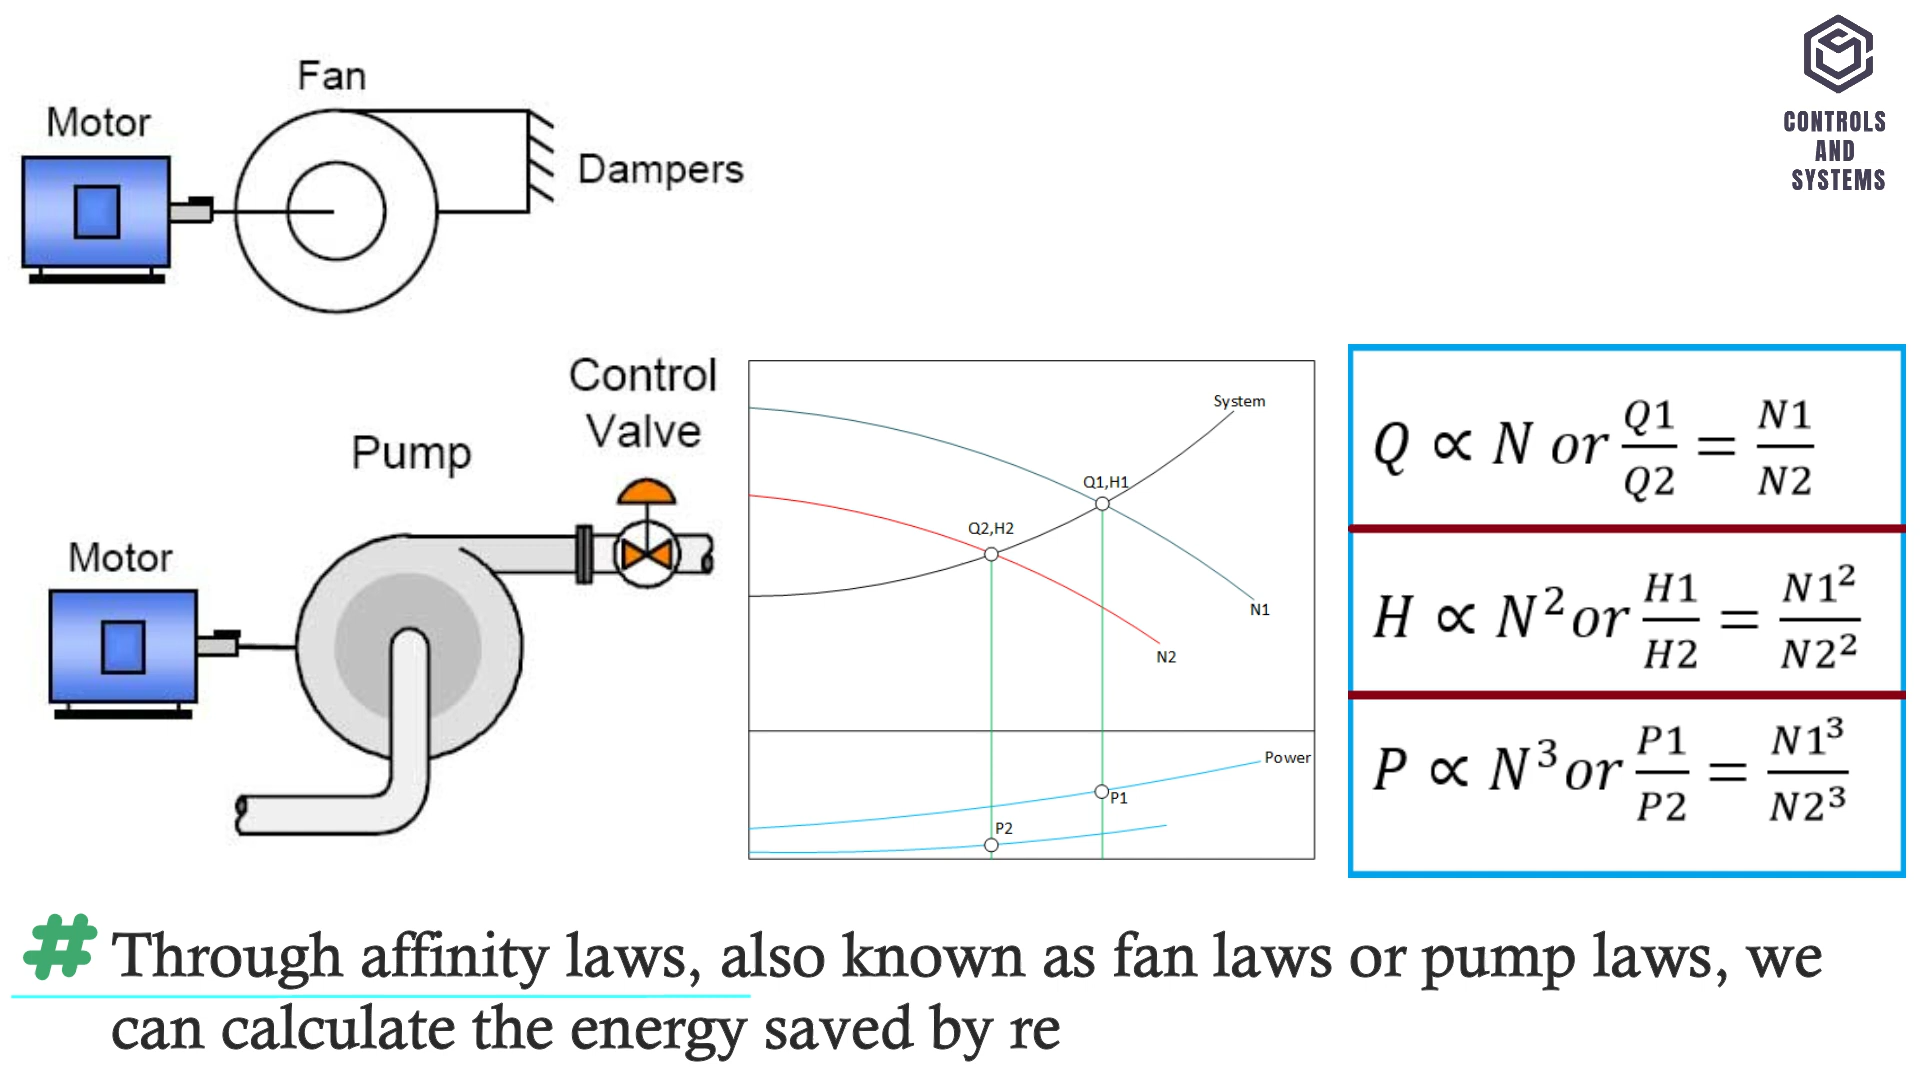 Fan
Motor
Dampers
CONTROLS
AND
SYSTEMS
Control
Valve
Pump
Motor
System
Q1,H1
Q2,H2
N1
N2
Power
P1
P2
Q ∝ N or Q1/Q2 = N1/N2
H ∝ N² or H1/H2 = N1²/N2²
P ∝ N³ or P1/P2 = N1³/N2³
# Through affinity laws, also known as fan laws or pump laws, we
can calculate the energy saved by re